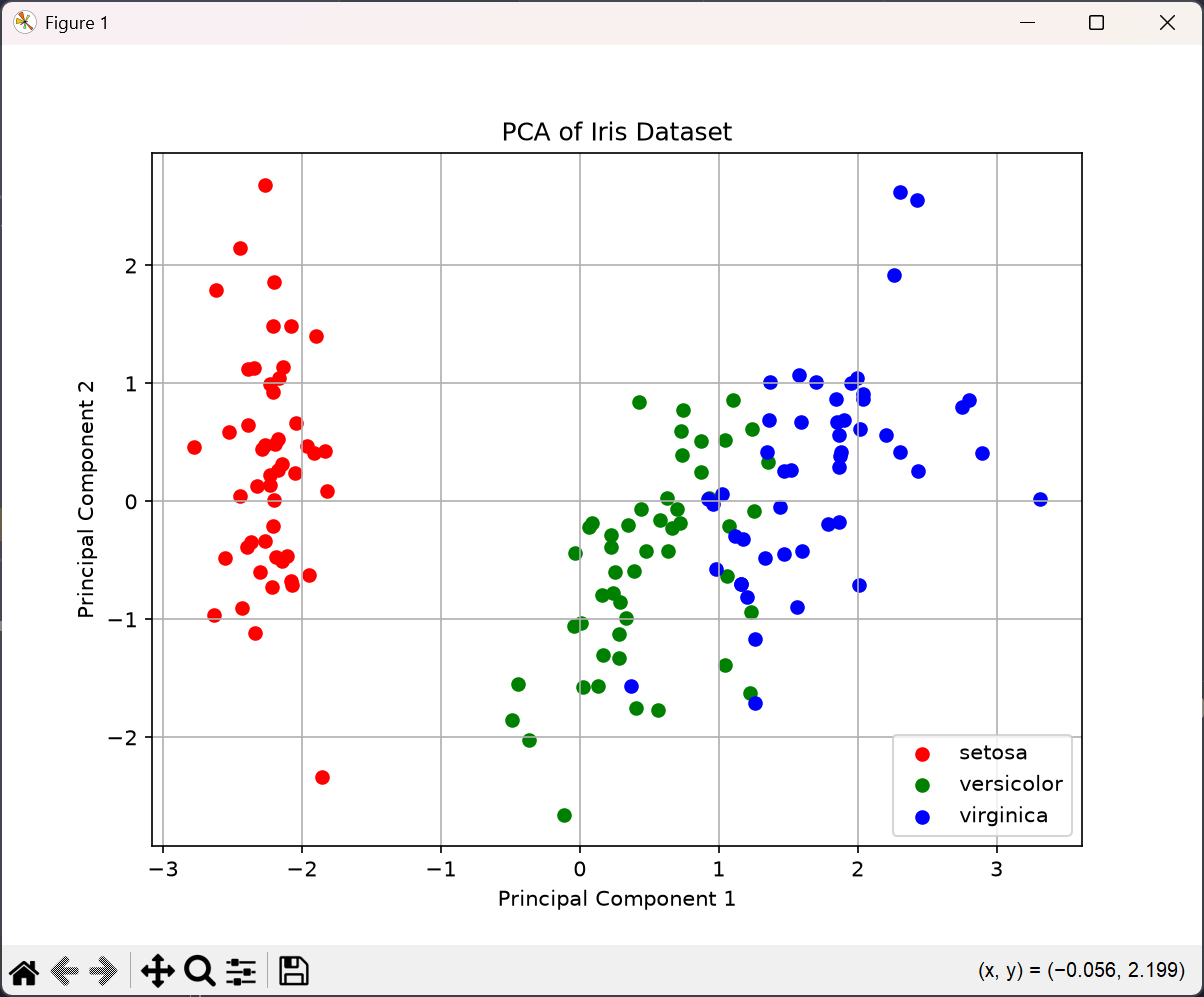 Figure 1
PCA of Iris Dataset
Principal Component 2
2
1
0
−1
−2
setosa
versicolor
virginica
−3 −2 −1 0 1 2 3
Principal Component 1
(x, y) = (−0.056, 2.199)